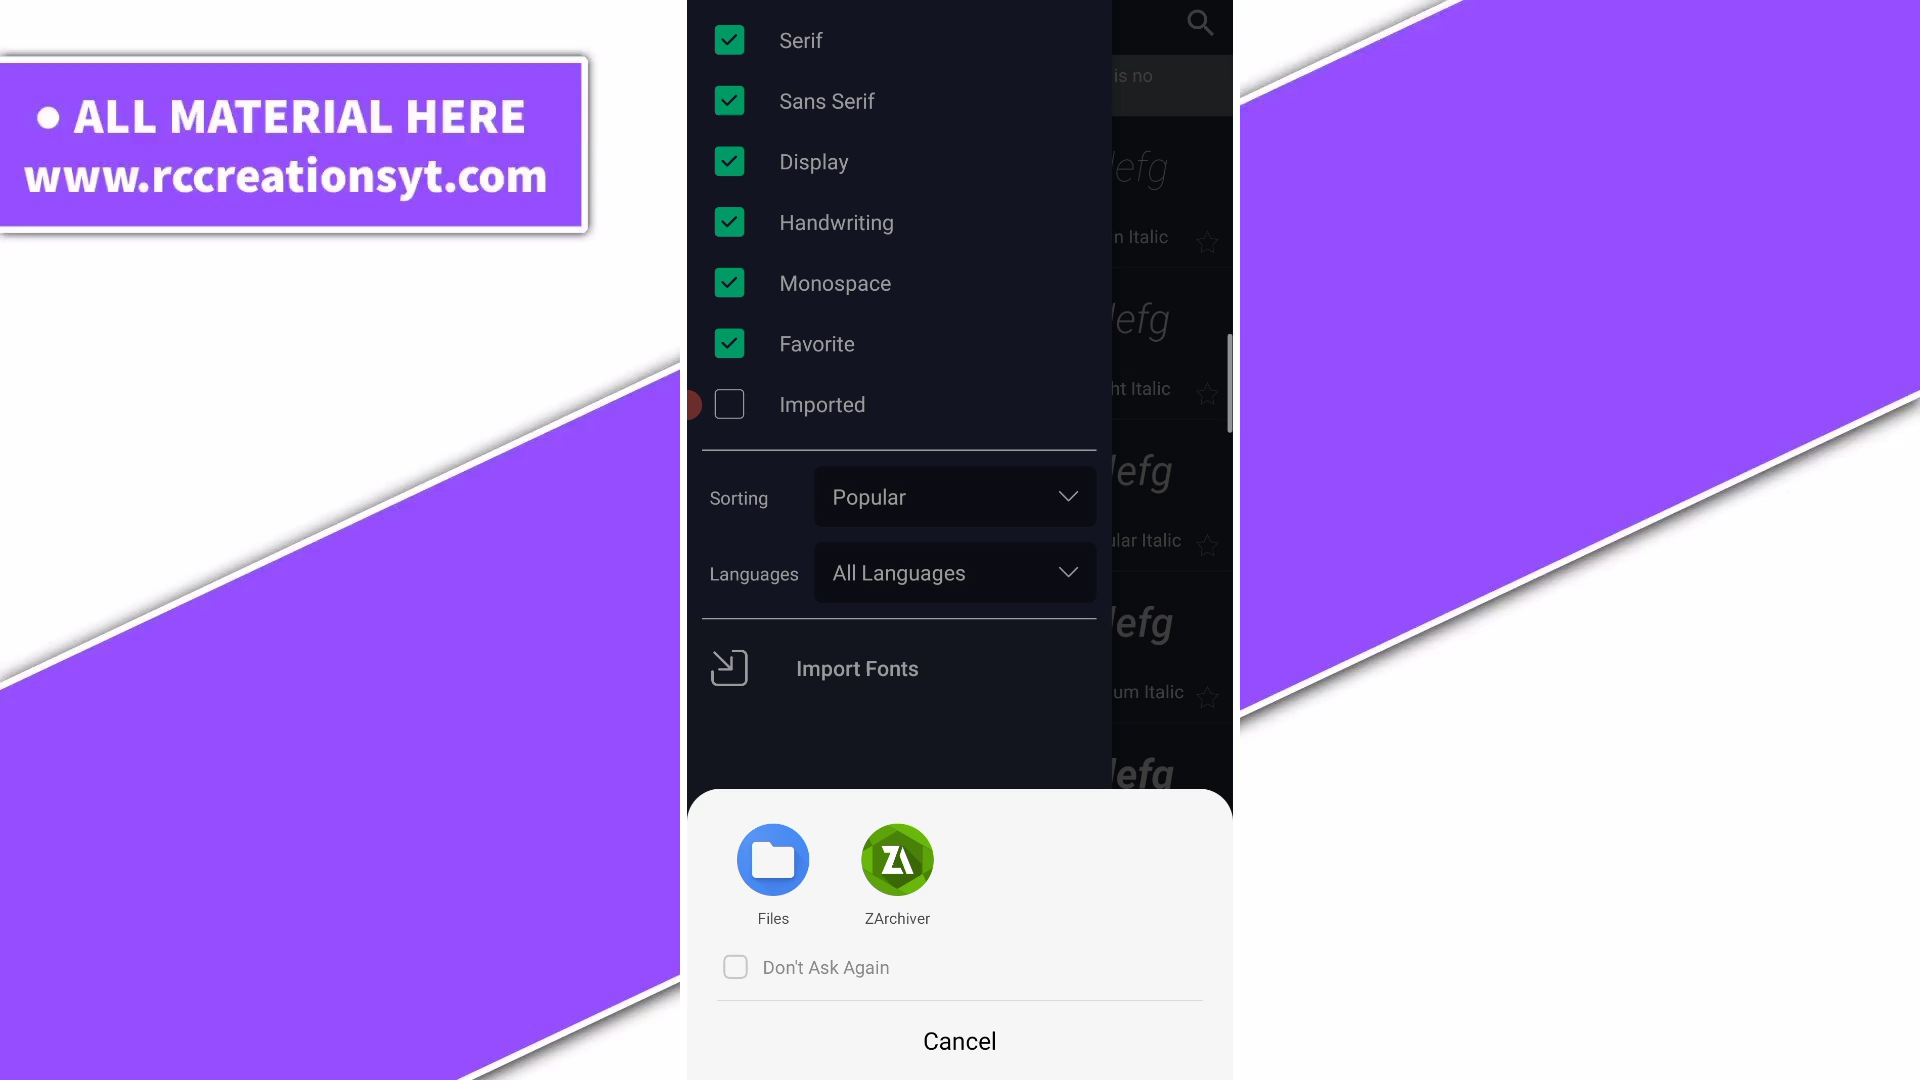 • ALL MATERIAL HERE
www.rccreationsyt.com
Serif
Sans Serif
Display
Handwriting
Monospace
Favorite
Imported
Sorting
Popular
Languages
All Languages
Import Fonts
is no
efg
n Italic
efg
ht Italic
efg
ular Italic
efg
um Italic
efg
Files
ZArchiver
Don't Ask Again
Cancel